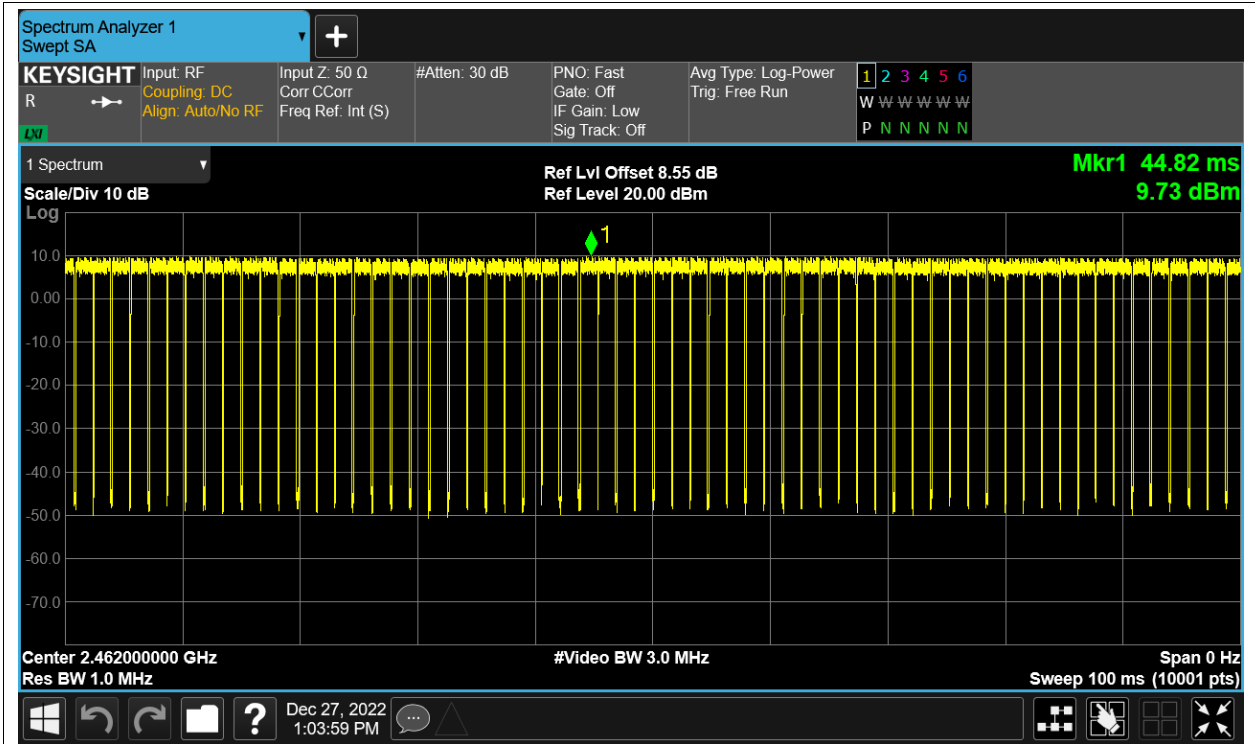 Spectrum Analyzer 1
Swept SA
+
KEYSIGHT
R
LXI
Input: RF
Coupling: DC
Align: Auto/No RF
Input Z: 50 Ω
Corr CCorr
Freq Ref: Int (S)
#Atten: 30 dB
PNO: Fast
Gate: Off
IF Gain: Low
Sig Track: Off
Avg Type: Log-Power
Trig: Free Run
1 2 3 4 5 6
W W W W W W
P N N N N N
1 Spectrum
Scale/Div 10 dB
Ref Lvl Offset 8.55 dB
Ref Level 20.00 dBm
Mkr1 44.82 ms
9.73 dBm
Log
1
10.0
0.00
-10.0
-20.0
-30.0
-40.0
-50.0
-60.0
-70.0
Center 2.462000000 GHz
#Video BW 3.0 MHz
Span 0 Hz
Res BW 1.0 MHz
Sweep 100 ms (10001 pts)
?
Dec 27, 2022
1:03:59 PM